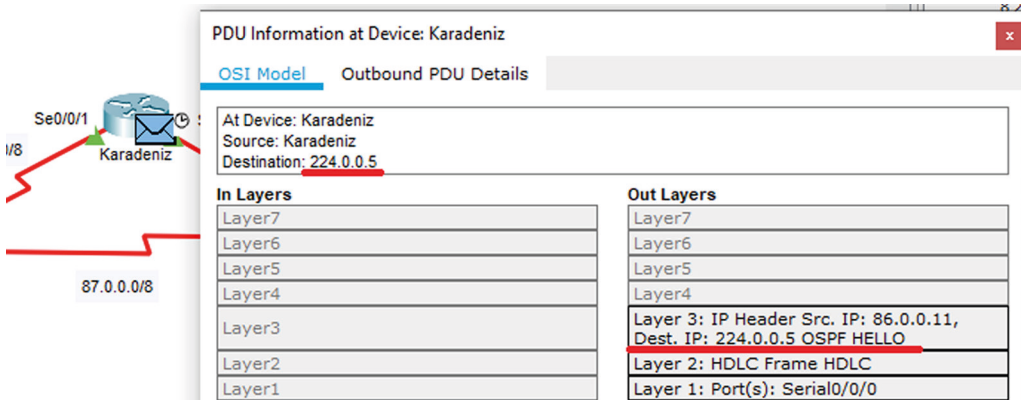 PDU Information at Device: Karadeniz
x
OSI Model Outbound PDU Details
Se0/0/1
Karadeniz
/8
87.0.0.0/8
At Device: Karadeniz
Source: Karadeniz
Destination: 224.0.0.5
In Layers
Layer7
Layer6
Layer5
Layer4
Layer3
Layer2
Layer1
Out Layers
Layer7
Layer6
Layer5
Layer4
Layer 3: IP Header Src. IP: 86.0.0.11,
Dest. IP: 224.0.0.5 OSPF HELLO
Layer 2: HDLC Frame HDLC
Layer 1: Port(s): Serial0/0/0